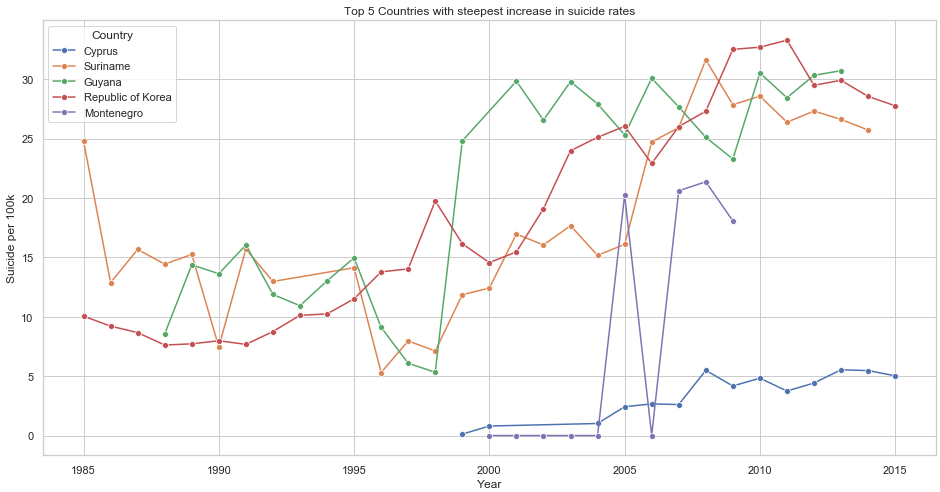 Top 5 Countries with steepest increase in suicide rates
Country
Cyprus
Suriname
Guyana
Republic of Korea
Montenegro
Suicide per 100k
30
25
20
15
10
5
0
1985 1990 1995 2000 2005 2010 2015
Year